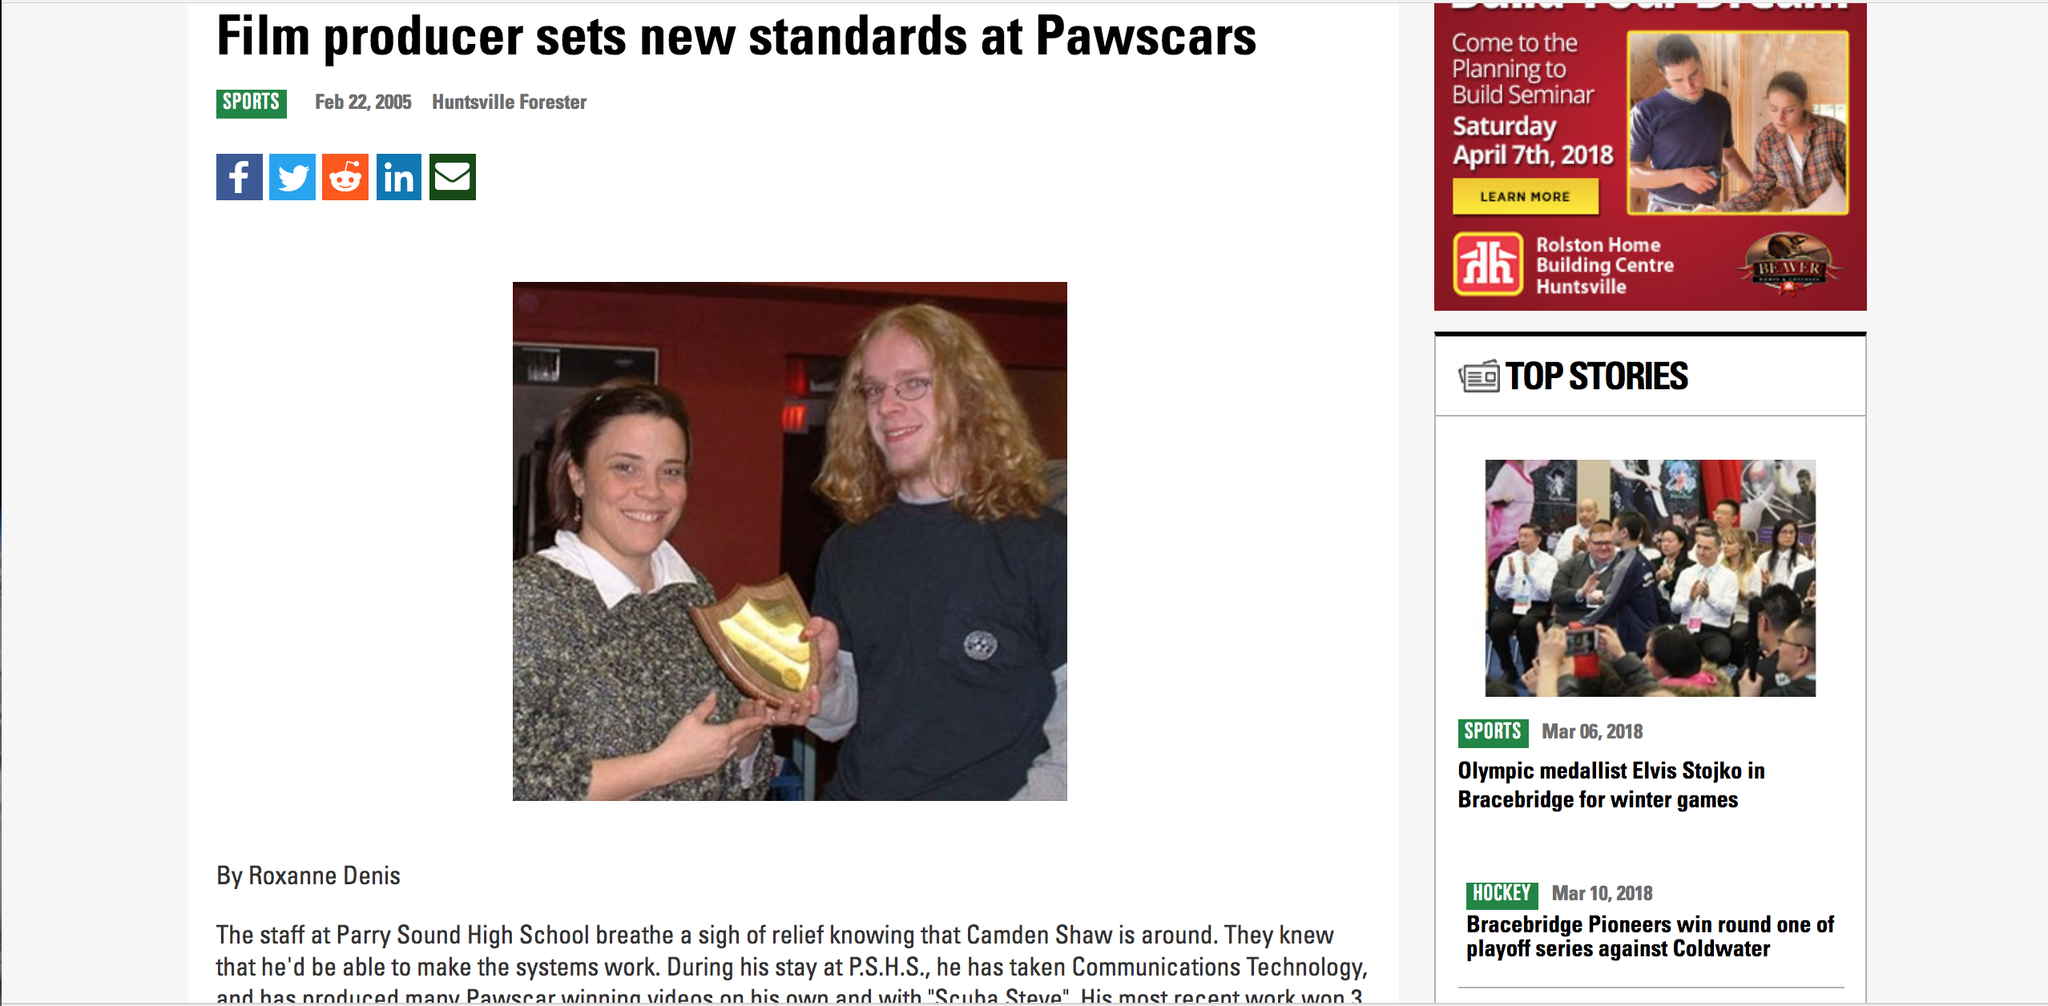 Film producer sets new standards at Pawscars
SPORTS Feb 22, 2005 Huntsville Forester
By Roxanne Denis
The staff at Parry Sound High School breathe a sigh of relief knowing that Camden Shaw is around. They knew
that he'd be able to make the systems work. During his stay at P.S.H.S., he has taken Communications Technology,
and has produced many Pawscar winning videos on his own and with "Scuba Steve". His most recent work won 3
Build Your Dream
Come to the
Planning to
Build Seminar
Saturday
April 7th, 2018
LEARN MORE
Rolston Home
Building Centre
Huntsville
BEAVER
TOP STORIES
SPORTS Mar 06, 2018
Olympic medallist Elvis Stojko in
Bracebridge for winter games
HOCKEY Mar 10, 2018
Bracebridge Pioneers win round one of
playoff series against Coldwater